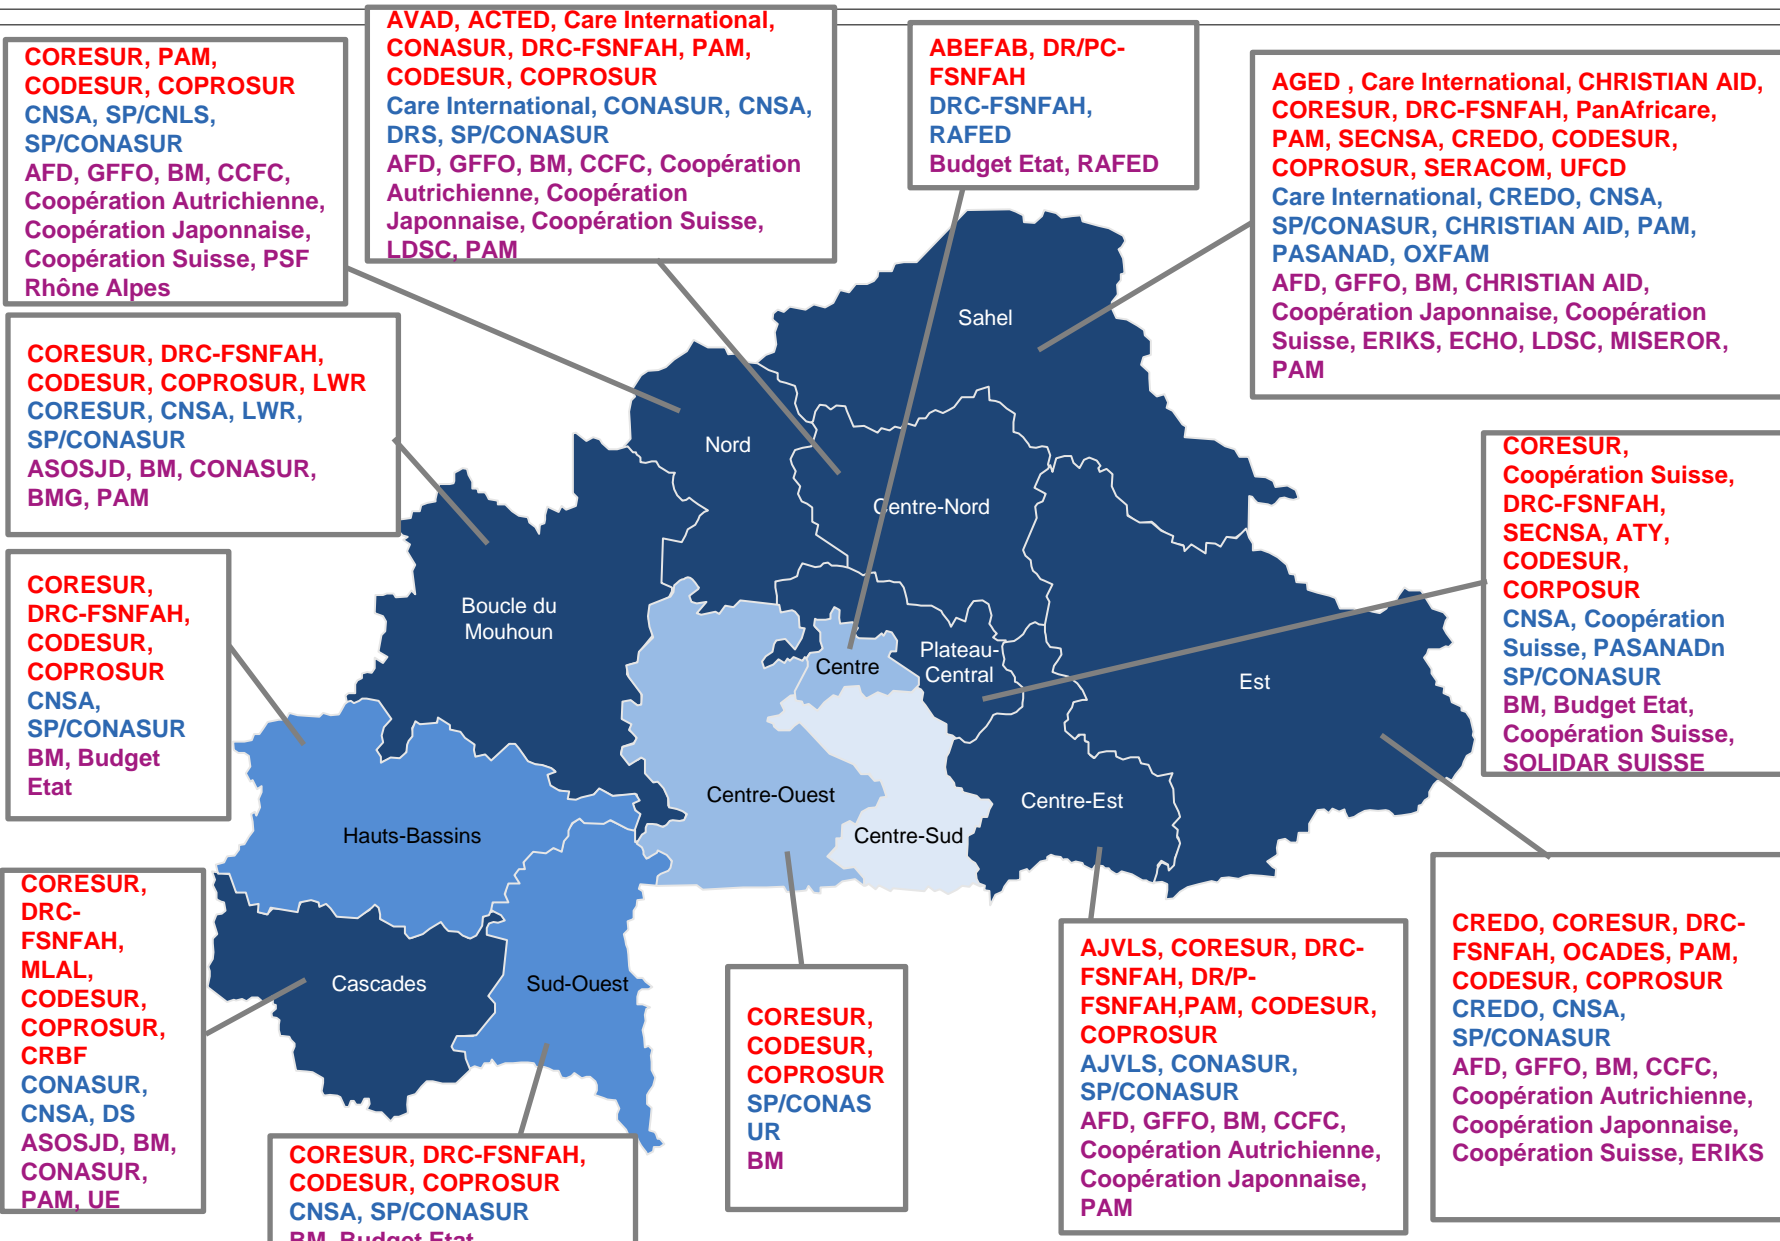 CORESUR, PAM,
CODESUR, COPROSUR
CNSA, SP/CNLS,
SP/CONASUR
AFD, GFFO, BM, CCFC,
Coopération Autrichienne,
Coopération Japonnaise,
Coopération Suisse, PSF
Rhône Alpes
AVAD, ACTED, Care International,
CONASUR, DRC-FSNFAH, PAM,
CODESUR, COPROSUR
Care International, CONASUR, CNSA,
DRS, SP/CONASUR
AFD, GFFO, BM, CCFC, Coopération
Autrichienne, Coopération
Japonnaise, Coopération Suisse,
LDSC, PAM
ABEFAB, DR/PC-
FSNFAH
DRC-FSNFAH,
RAFED
Budget Etat, RAFED
AGED , Care International, CHRISTIAN AID,
CORESUR, DRC-FSNFAH, PanAfricare,
PAM, SECNSA, CREDO, CODESUR,
COPROSUR, SERACOM, UFCD
Care International, CREDO, CNSA,
SP/CONASUR, CHRISTIAN AID, PAM,
PASANAD, OXFAM
AFD, GFFO, BM, CHRISTIAN AID,
Coopération Japonnaise, Coopération
Suisse, ERIKS, ECHO, LDSC, MISEROR,
PAM
CORESUR, DRC-FSNFAH,
CODESUR, COPROSUR, LWR
CORESUR, CNSA, LWR,
SP/CONASUR
ASOSJD, BM, CONASUR,
BMG, PAM
CORESUR,
Coopération Suisse,
DRC-FSNFAH,
SECNSA, ATY,
CODESUR,
CORPOSUR
CNSA, Coopération
Suisse, PASANADn
SP/CONASUR
BM, Budget Etat,
Coopération Suisse,
SOLIDAR SUISSE
CORESUR,
DRC-FSNFAH,
CODESUR,
COPROSUR
CNSA,
SP/CONASUR
BM, Budget
Etat
Sahel
Nord
Centre-Nord
Boucle du
Mouhoun
Centre
Plateau-
Central
Est
Centre-Ouest
Centre-Est
Hauts-Bassins
Centre-Sud
Cascades
Sud-Ouest
CORESUR,
DRC-
FSNFAH,
MLAL,
CODESUR,
COPROSUR,
CRBF
CONASUR,
CNSA, DS
ASOSJD, BM,
CONASUR,
PAM, UE
CORESUR, DRC-FSNFAH,
CODESUR, COPROSUR
CNSA, SP/CONASUR
BM, Budget Etat
CORESUR,
CODESUR,
COPROSUR
SP/CONAS
UR
BM
AJVLS, CORESUR, DRC-
FSNFAH, DR/P-
FSNFAH,PAM, CODESUR,
COPROSUR
AJVLS, CONASUR,
SP/CONASUR
AFD, GFFO, BM, CCFC,
Coopération Autrichienne,
Coopération Japonnaise,
PAM
CREDO, CORESUR, DRC-
FSNFAH, OCADES, PAM,
CODESUR, COPROSUR
CREDO, CNSA,
SP/CONASUR
AFD, GFFO, BM, CCFC,
Coopération Autrichienne,
Coopération Japonnaise,
Coopération Suisse, ERIKS